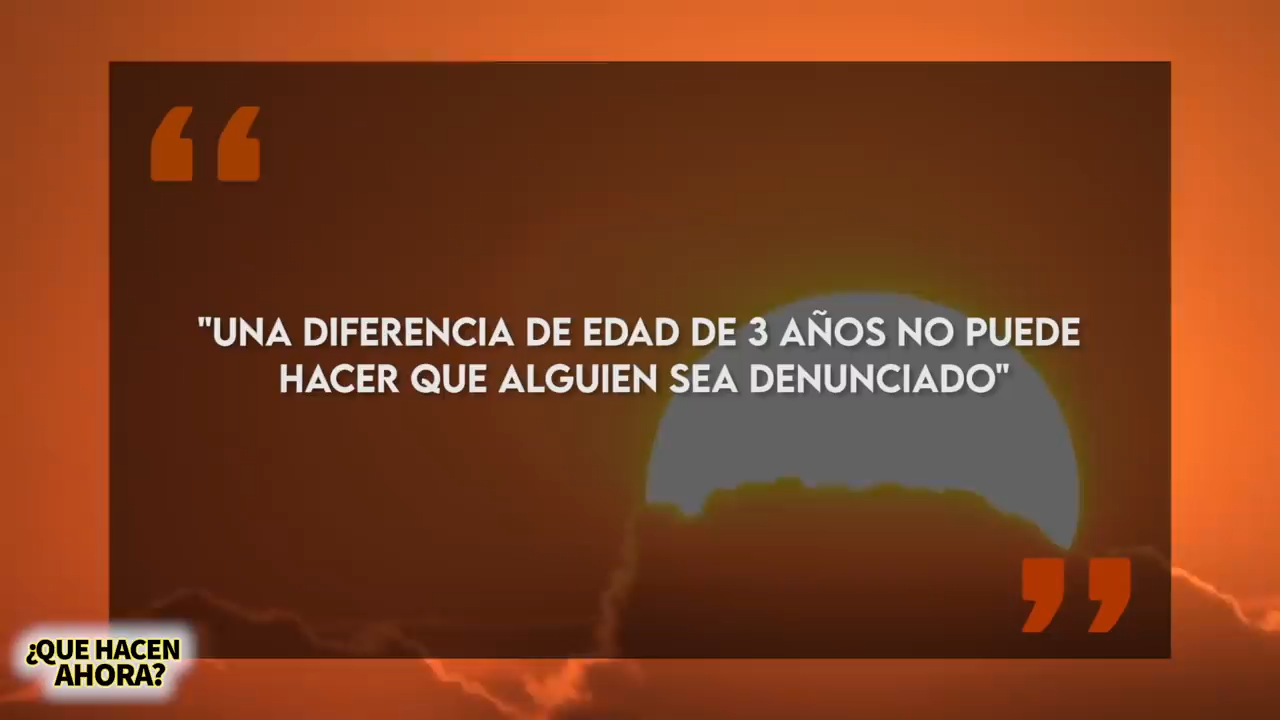 "UNA DIFERENCIA DE EDAD DE 3 AÑOS NO PUEDE
HACER QUE ALGUIEN SEA DENUNCIADO"
¿QUE HACEN
AHORA?